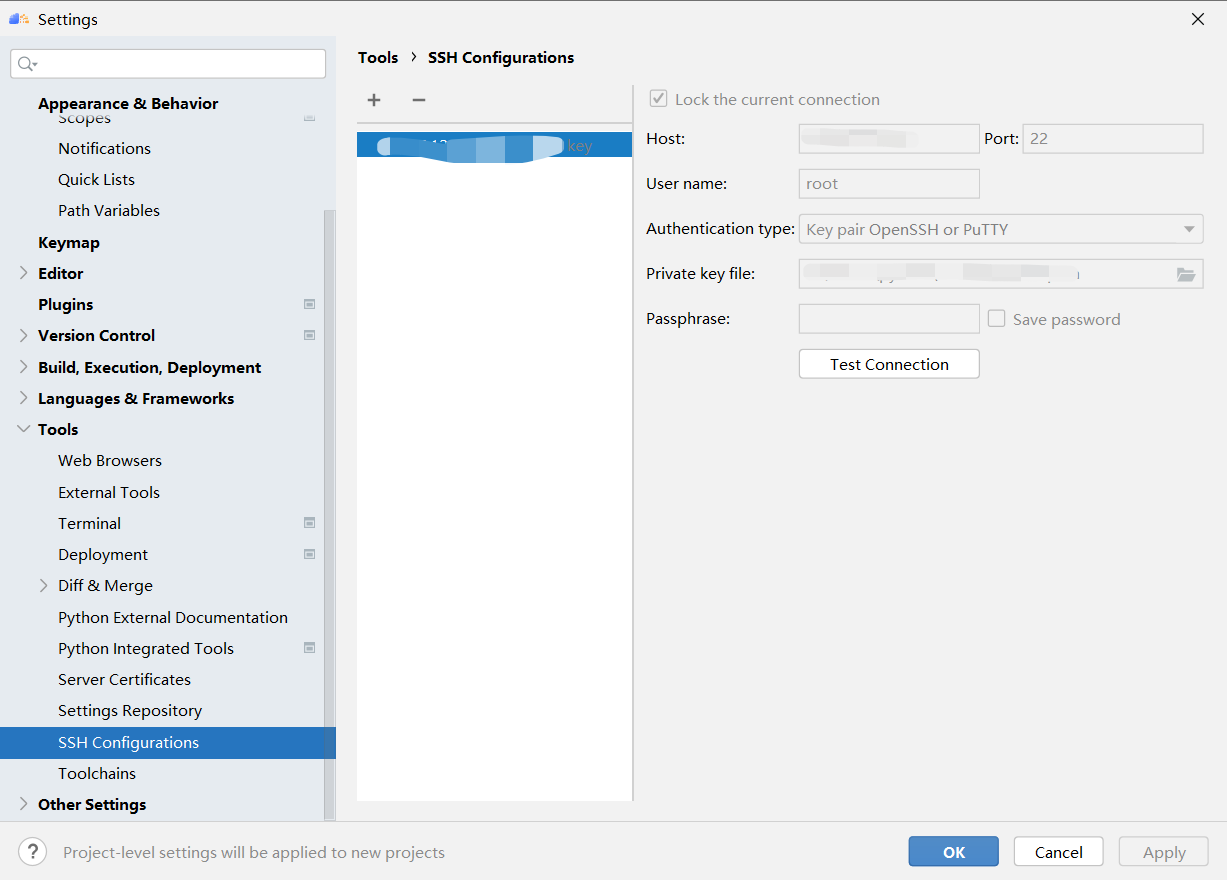 Settings
Tools › SSH Configurations
Appearance & Behavior
Scopes
Notifications
Quick Lists
Path Variables
Keymap
Editor
Plugins
Version Control
Build, Execution, Deployment
Languages & Frameworks
Tools
Web Browsers
External Tools
Terminal
Deployment
Diff & Merge
Python External Documentation
Python Integrated Tools
Server Certificates
Settings Repository
SSH Configurations
Toolchains
Other Settings
key
Lock the current connection
Host: Port: 22
User name: root
Authentication type: Key pair OpenSSH or PuTTY
Private key file:
Passphrase: Save password
Test Connection
? Project-level settings will be applied to new projects
OK Cancel Apply